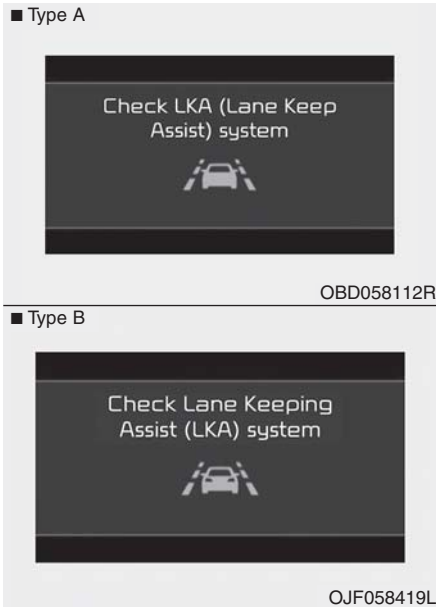 ■ Type A
Check LKA (Lane Keep
Assist) system
OBD058112R
■ Type B
Check Lane Keeping
Assist (LKA) system
OJF058419L